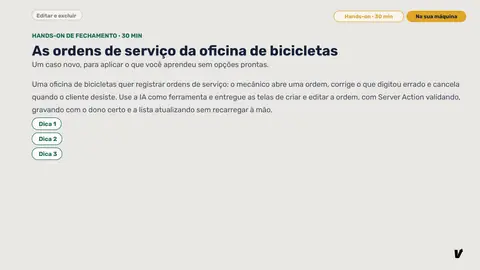 Editar e excluir
Hands-on · 30 min
Na sua máquina
HANDS-ON DE FECHAMENTO · 30 MIN
As ordens de serviço da oficina de bicicletas
Um caso novo, para aplicar o que você aprendeu sem opções prontas.
Uma oficina de bicicletas quer registrar ordens de serviço: o mecânico abre uma ordem, corrige o que digitou errado e cancela
quando o cliente desiste. Use a IA como ferramenta e entregue as telas de criar e editar a ordem, com Server Action validando,
gravando com o dono certo e a lista atualizando sem recarregar à mão.
Dica 1
Dica 2
Dica 3